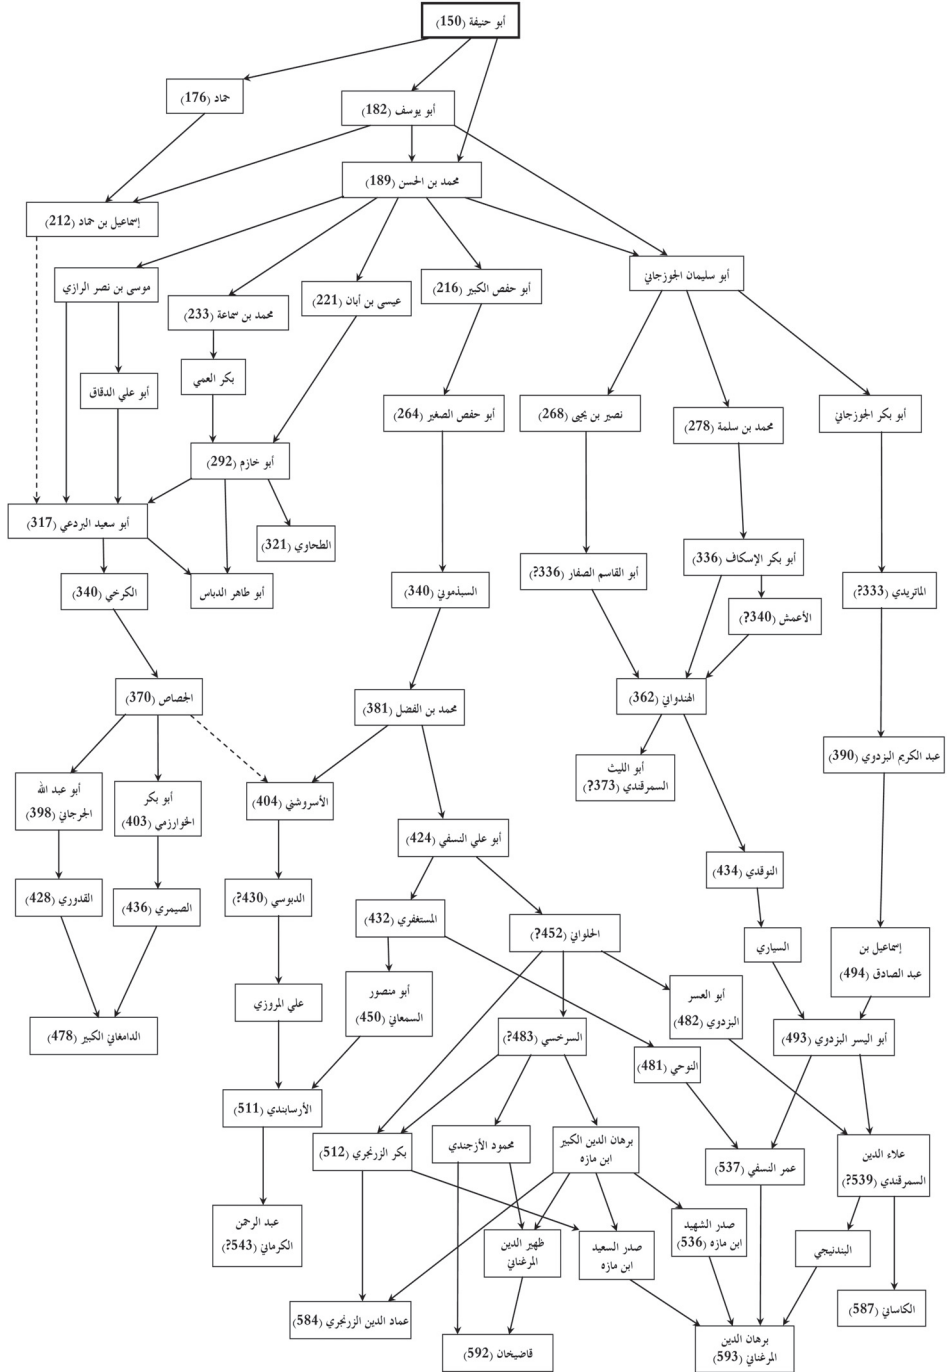 أبو حنيفة (150)
حماد (176)
أبو يوسف (182)
محمد بن الحسن (189)
إسماعيل بن حماد (212)
أبو سليمان الجوزجاني
موسى بن نصر الرازي
أبو حفص الكبير (216)
عيسى بن أبان (221)
محمد بن سماعة (233)
بكر العمي
أبو علي الدقاق
أبو حفص الصغير (264)
نصير بن يحيى (268)
محمد بن سلمة (278)
أبو بكر الجوزجاني
أبو خازم (292)
أبو سعيد البردعي (317)
الطحاوي (321)
أبو القاسم الصفار (336?)
أبو بكر الإسكاف (336)
الكرخي (340)
أبو طاهر الدباس
السبذموني (340)
الأعمش (340?)
الماتريدي (333?)
الجصاص (370)
محمد بن الفضل (381)
الهندواني (362)
عبد الكريم البزدوي (390)
أبو الليث
السمرقندي (373?)
أبو عبد الله
الجرجاني (398)
أبو بكر
الخوارزمي (403)
الأسروشني (404)
أبو علي النسفي (424)
النوقدي (434)
القدوري (428)
الصيمري (436)
الدبوسي (430?)
المستغفري (432)
الحلواني (452?)
السياري
إسماعيل بن
عبد الصادق (494)
علي المروزي
أبو منصور
السمعاني (450)
أبو العسر
البزدوي (482)
الدامغاني الكبير (478)
السرخسي (483?)
أبو اليسر البزدوي (493)
النوحي (481)
الأرسابندي (511)
بكر الزرنجري (512)
محمود الأزجندي
برهان الدين الكبير
ابن مازه
عمر النسفي (537)
علاء الدين
السمرقندي (539?)
عبد الرحمن
الكرماني (543?)
ظهير الدين
المرغناني
صدر السعيد
ابن مازه
صدر الشهيد
ابن مازه (536)
البندنيجي
عماد الدين الزرنجري (584)
الكاساني (587)
قاضيخان (592)
برهان الدين
المرغناني (593)